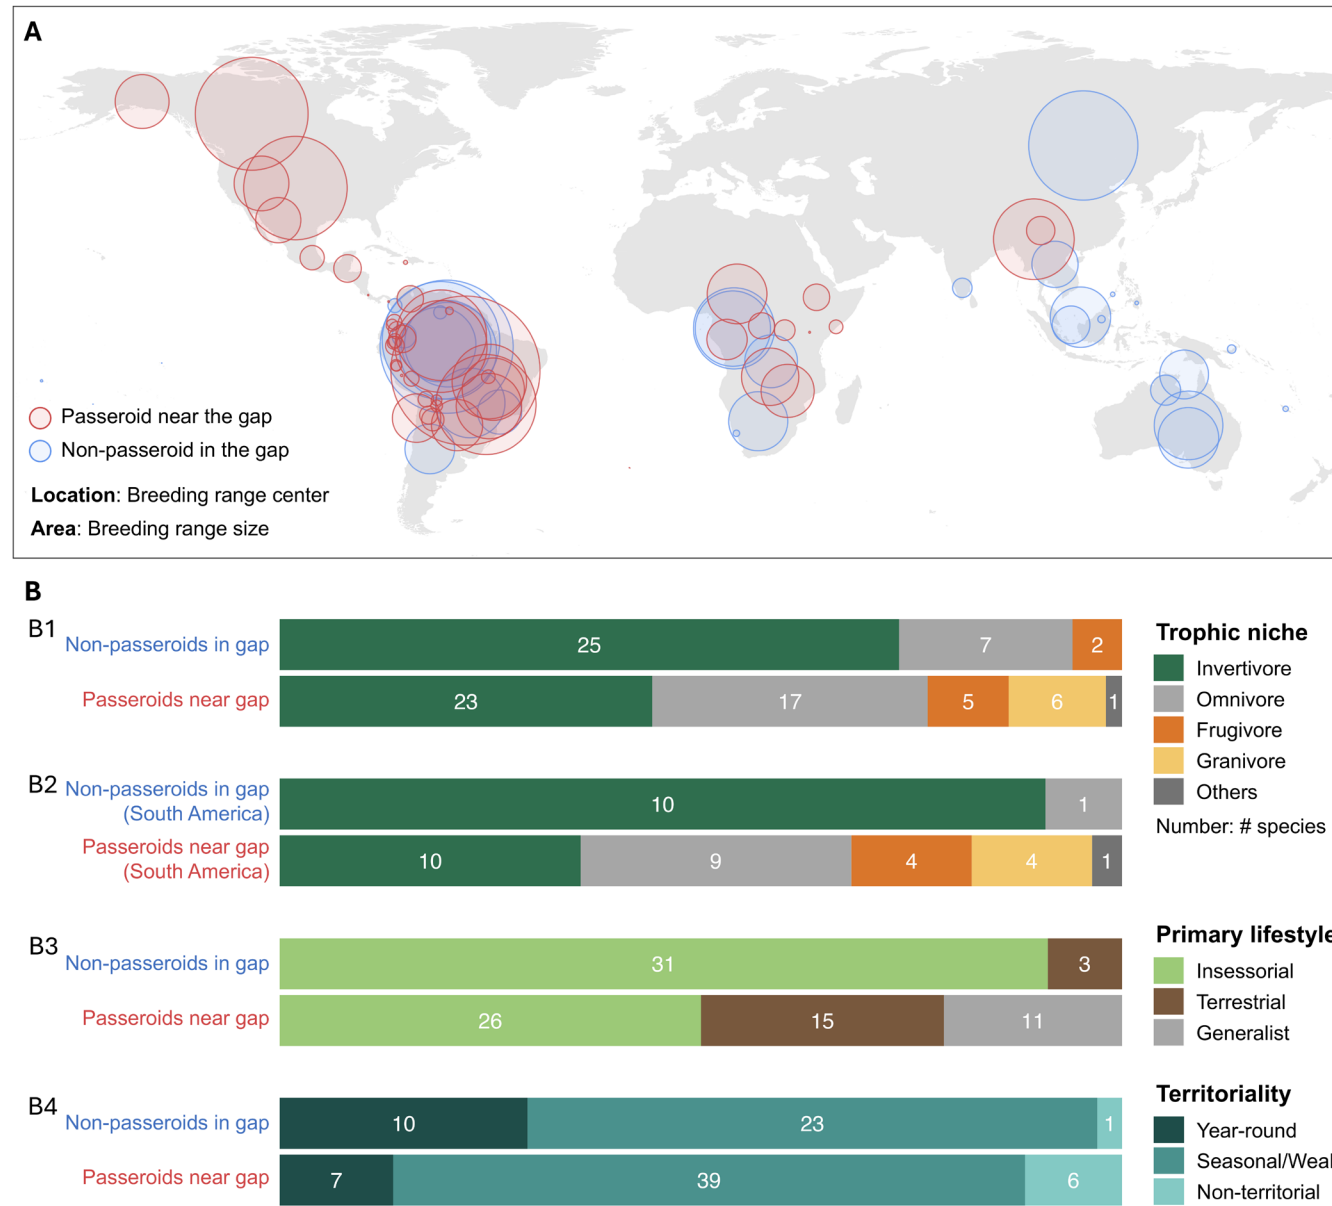 A
Passeroid near the gap
Non-passeroid in the gap
Location: Breeding range center
Area: Breeding range size
B
B1
Non-passeroids in gap
25
7
2
Passeroids near gap
23
17
5
6
1
Trophic niche
Invertivore
Omnivore
Frugivore
Granivore
Others
Number: # species
B2
Non-passeroids in gap
(South America)
10
1
Passeroids near gap
(South America)
10
9
4
4
1
B3
Non-passeroids in gap
31
3
Passeroids near gap
26
15
11
Primary lifestyle
Insessorial
Terrestrial
Generalist
B4
Non-passeroids in gap
10
23
1
Passeroids near gap
7
39
6
Territoriality
Year-round
Seasonal/Weak
Non-territorial